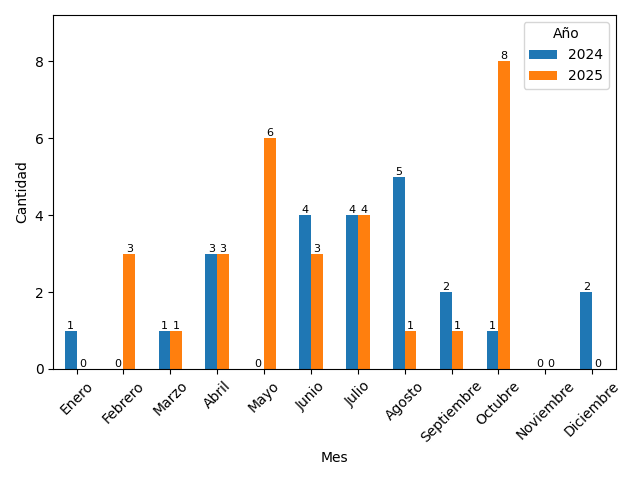 Año
2024
2025
Cantidad
8
6
4
2
0
1 0 0 3 1 1 3 3 0 6 4 3 4 4 5 1 2 1 1 8 0 0 2 0
Enero Febrero Marzo Abril Mayo Junio Julio Agosto Septiembre Octubre Noviembre Diciembre
Mes